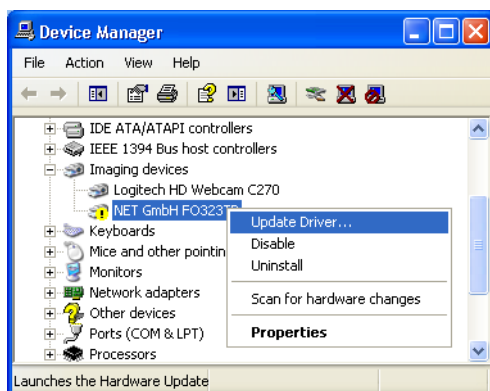 Device Manager
File Action View Help
IDE ATA/ATAPI controllers
IEEE 1394 Bus host controllers
Imaging devices
Logitech HD Webcam C270
NET GmbH FO323TB
Keyboards
Mice and other pointin
Monitors
Network adapters
Other devices
Ports (COM & LPT)
Processors
Update Driver...
Disable
Uninstall
Scan for hardware changes
Properties
Launches the Hardware Update